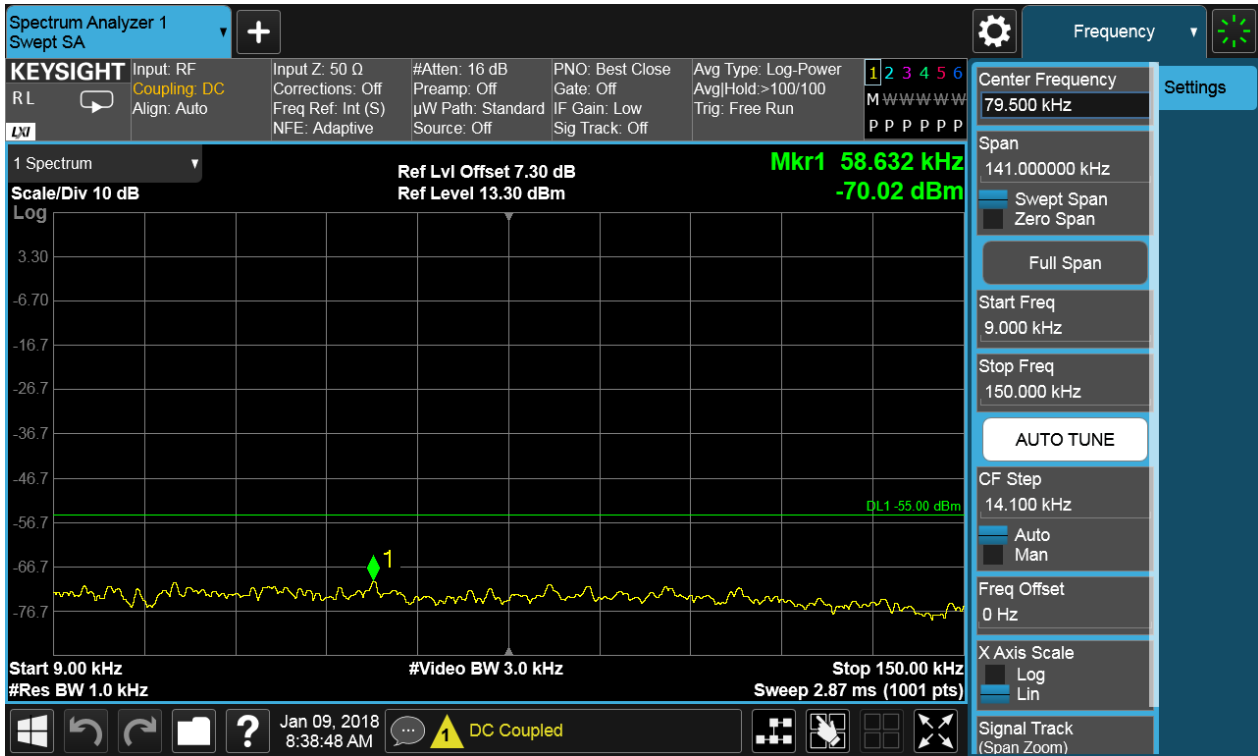 Spectrum Analyzer 1
Swept SA
+
Frequency
KEYSIGHT
RL
LXI
Input: RF
Coupling: DC
Align: Auto
Input Z: 50 Ω
Corrections: Off
Freq Ref: Int (S)
NFE: Adaptive
#Atten: 16 dB
Preamp: Off
µW Path: Standard
Source: Off
PNO: Best Close
Gate: Off
IF Gain: Low
Sig Track: Off
Avg Type: Log-Power
Avg|Hold:>100/100
Trig: Free Run
1 2 3 4 5 6
M W W W W W
P P P P P P
1 Spectrum
Scale/Div 10 dB
Log
Ref Lvl Offset 7.30 dB
Ref Level 13.30 dBm
Mkr1 58.632 kHz
-70.02 dBm
3.30
-6.70
-16.7
-26.7
-36.7
-46.7
-56.7
-66.7
-76.7
DL1 -55.00 dBm
1
Start 9.00 kHz
#Res BW 1.0 kHz
#Video BW 3.0 kHz
Stop 150.00 kHz
Sweep 2.87 ms (1001 pts)
Center Frequency
79.500 kHz
Span
141.000000 kHz
Swept Span
Zero Span
Full Span
Start Freq
9.000 kHz
Stop Freq
150.000 kHz
AUTO TUNE
CF Step
14.100 kHz
Auto
Man
Freq Offset
0 Hz
X Axis Scale
Log
Lin
Signal Track
(Span Zoom)
Settings
?
Jan 09, 2018
8:38:48 AM
1
DC Coupled